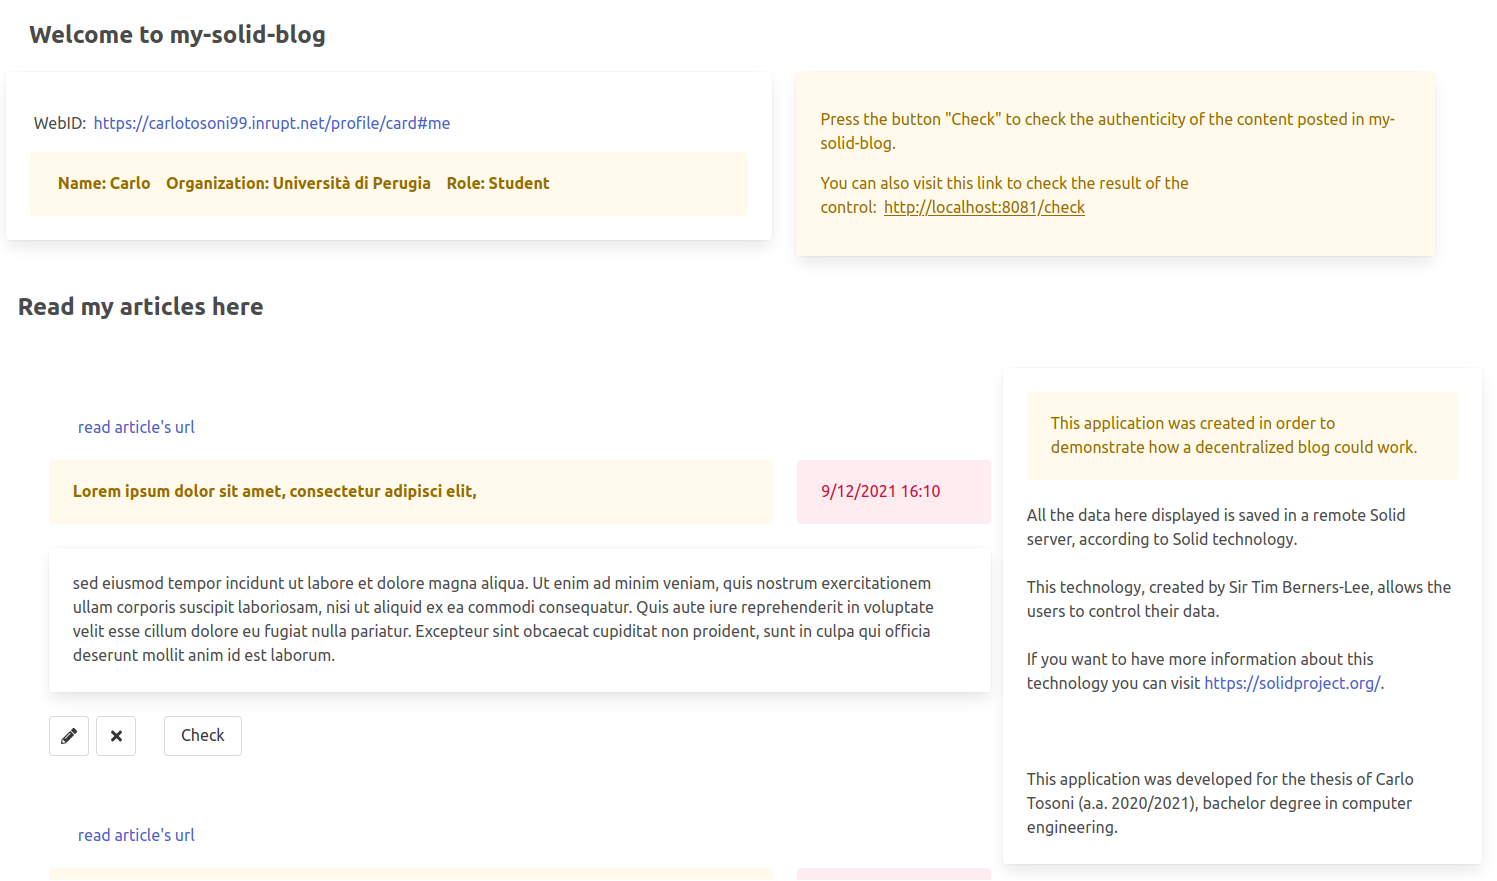 Welcome to my-solid-blog
WebID: https://carlotosoni99.inrupt.net/profile/card#me
Name: Carlo Organization: Università di Perugia Role: Student
Press the button "Check" to check the authenticity of the content posted in my-
solid-blog.
You can also visit this link to check the result of the
control: http://localhost:8081/check
Read my articles here
read article's url
Lorem ipsum dolor sit amet, consectetur adipisci elit,
9/12/2021 16:10
sed eiusmod tempor incidunt ut labore et dolore magna aliqua. Ut enim ad minim veniam, quis nostrum exercitationem
ullam corporis suscipit laboriosam, nisi ut aliquid ex ea commodi consequatur. Quis aute iure reprehenderit in voluptate
velit esse cillum dolore eu fugiat nulla pariatur. Excepteur sint obcaecat cupiditat non proident, sunt in culpa qui officia
deserunt mollit anim id est laborum.
Check
read article's url
This application was created in order to
demonstrate how a decentralized blog could work.
All the data here displayed is saved in a remote Solid
server, according to Solid technology.
This technology, created by Sir Tim Berners-Lee, allows the
users to control their data.
If you want to have more information about this
technology you can visit https://solidproject.org/.
This application was developed for the thesis of Carlo
Tosoni (a.a. 2020/2021), bachelor degree in computer
engineering.